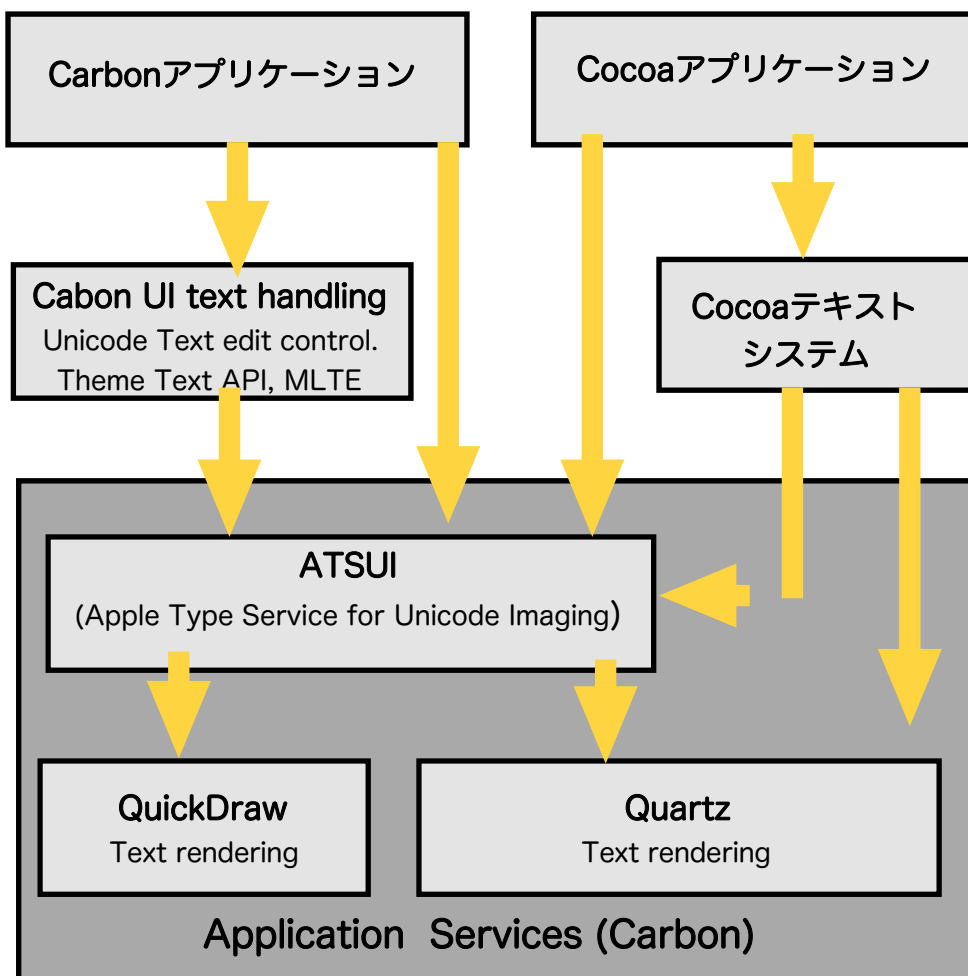 Carbonアプリケーション
Cocoaアプリケーション
Cabon UI text handling
Unicode Text edit control.
Theme Text API, MLTE
Cocoaテキスト
システム
ATSUI
(Apple Type Service for Unicode Imaging)
QuickDraw
Text rendering
Quartz
Text rendering
Application Services (Carbon)